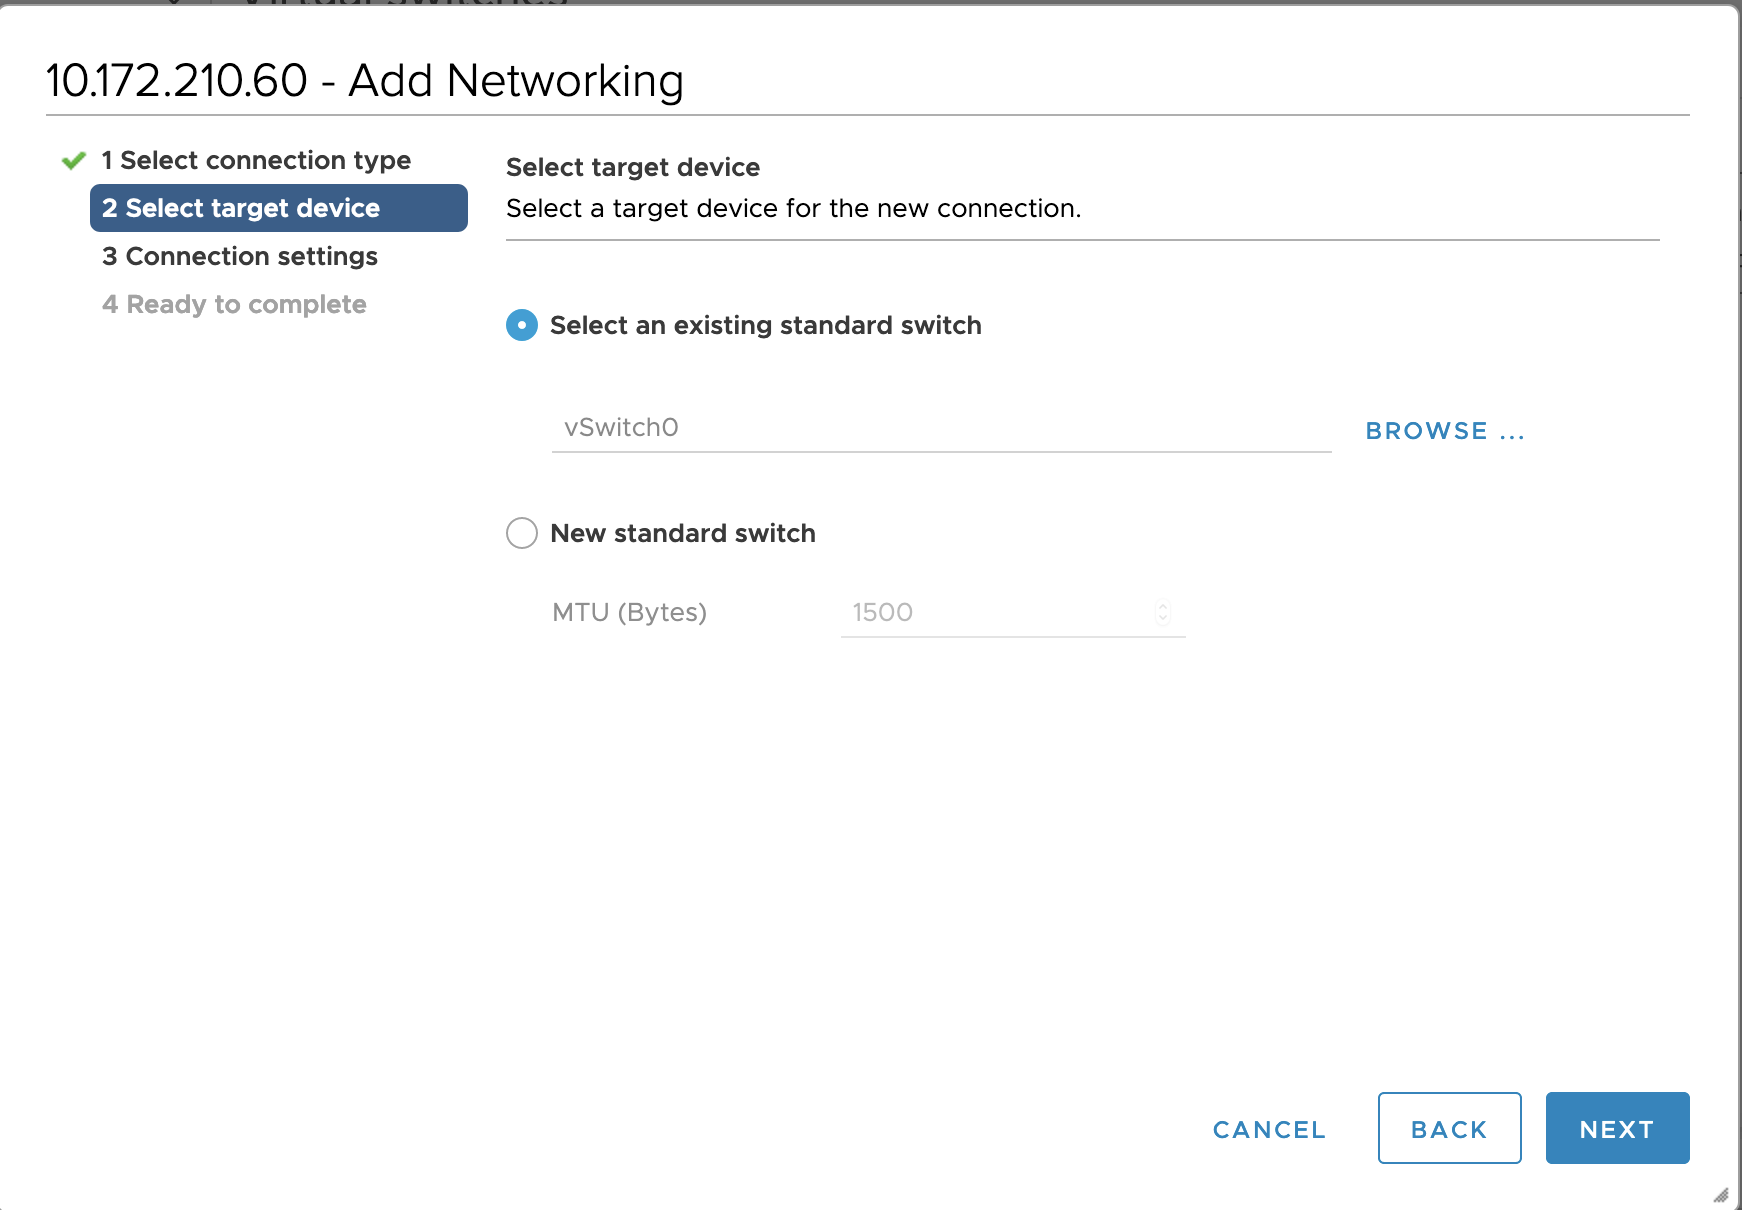 Virtual switches
10.172.210.60 - Add Networking
1 Select connection type
2 Select target device
3 Connection settings
4 Ready to complete
Select target device
Select a target device for the new connection.
Select an existing standard switch
vSwitch0
BROWSE ...
New standard switch
MTU (Bytes)
1500
CANCEL
BACK
NEXT